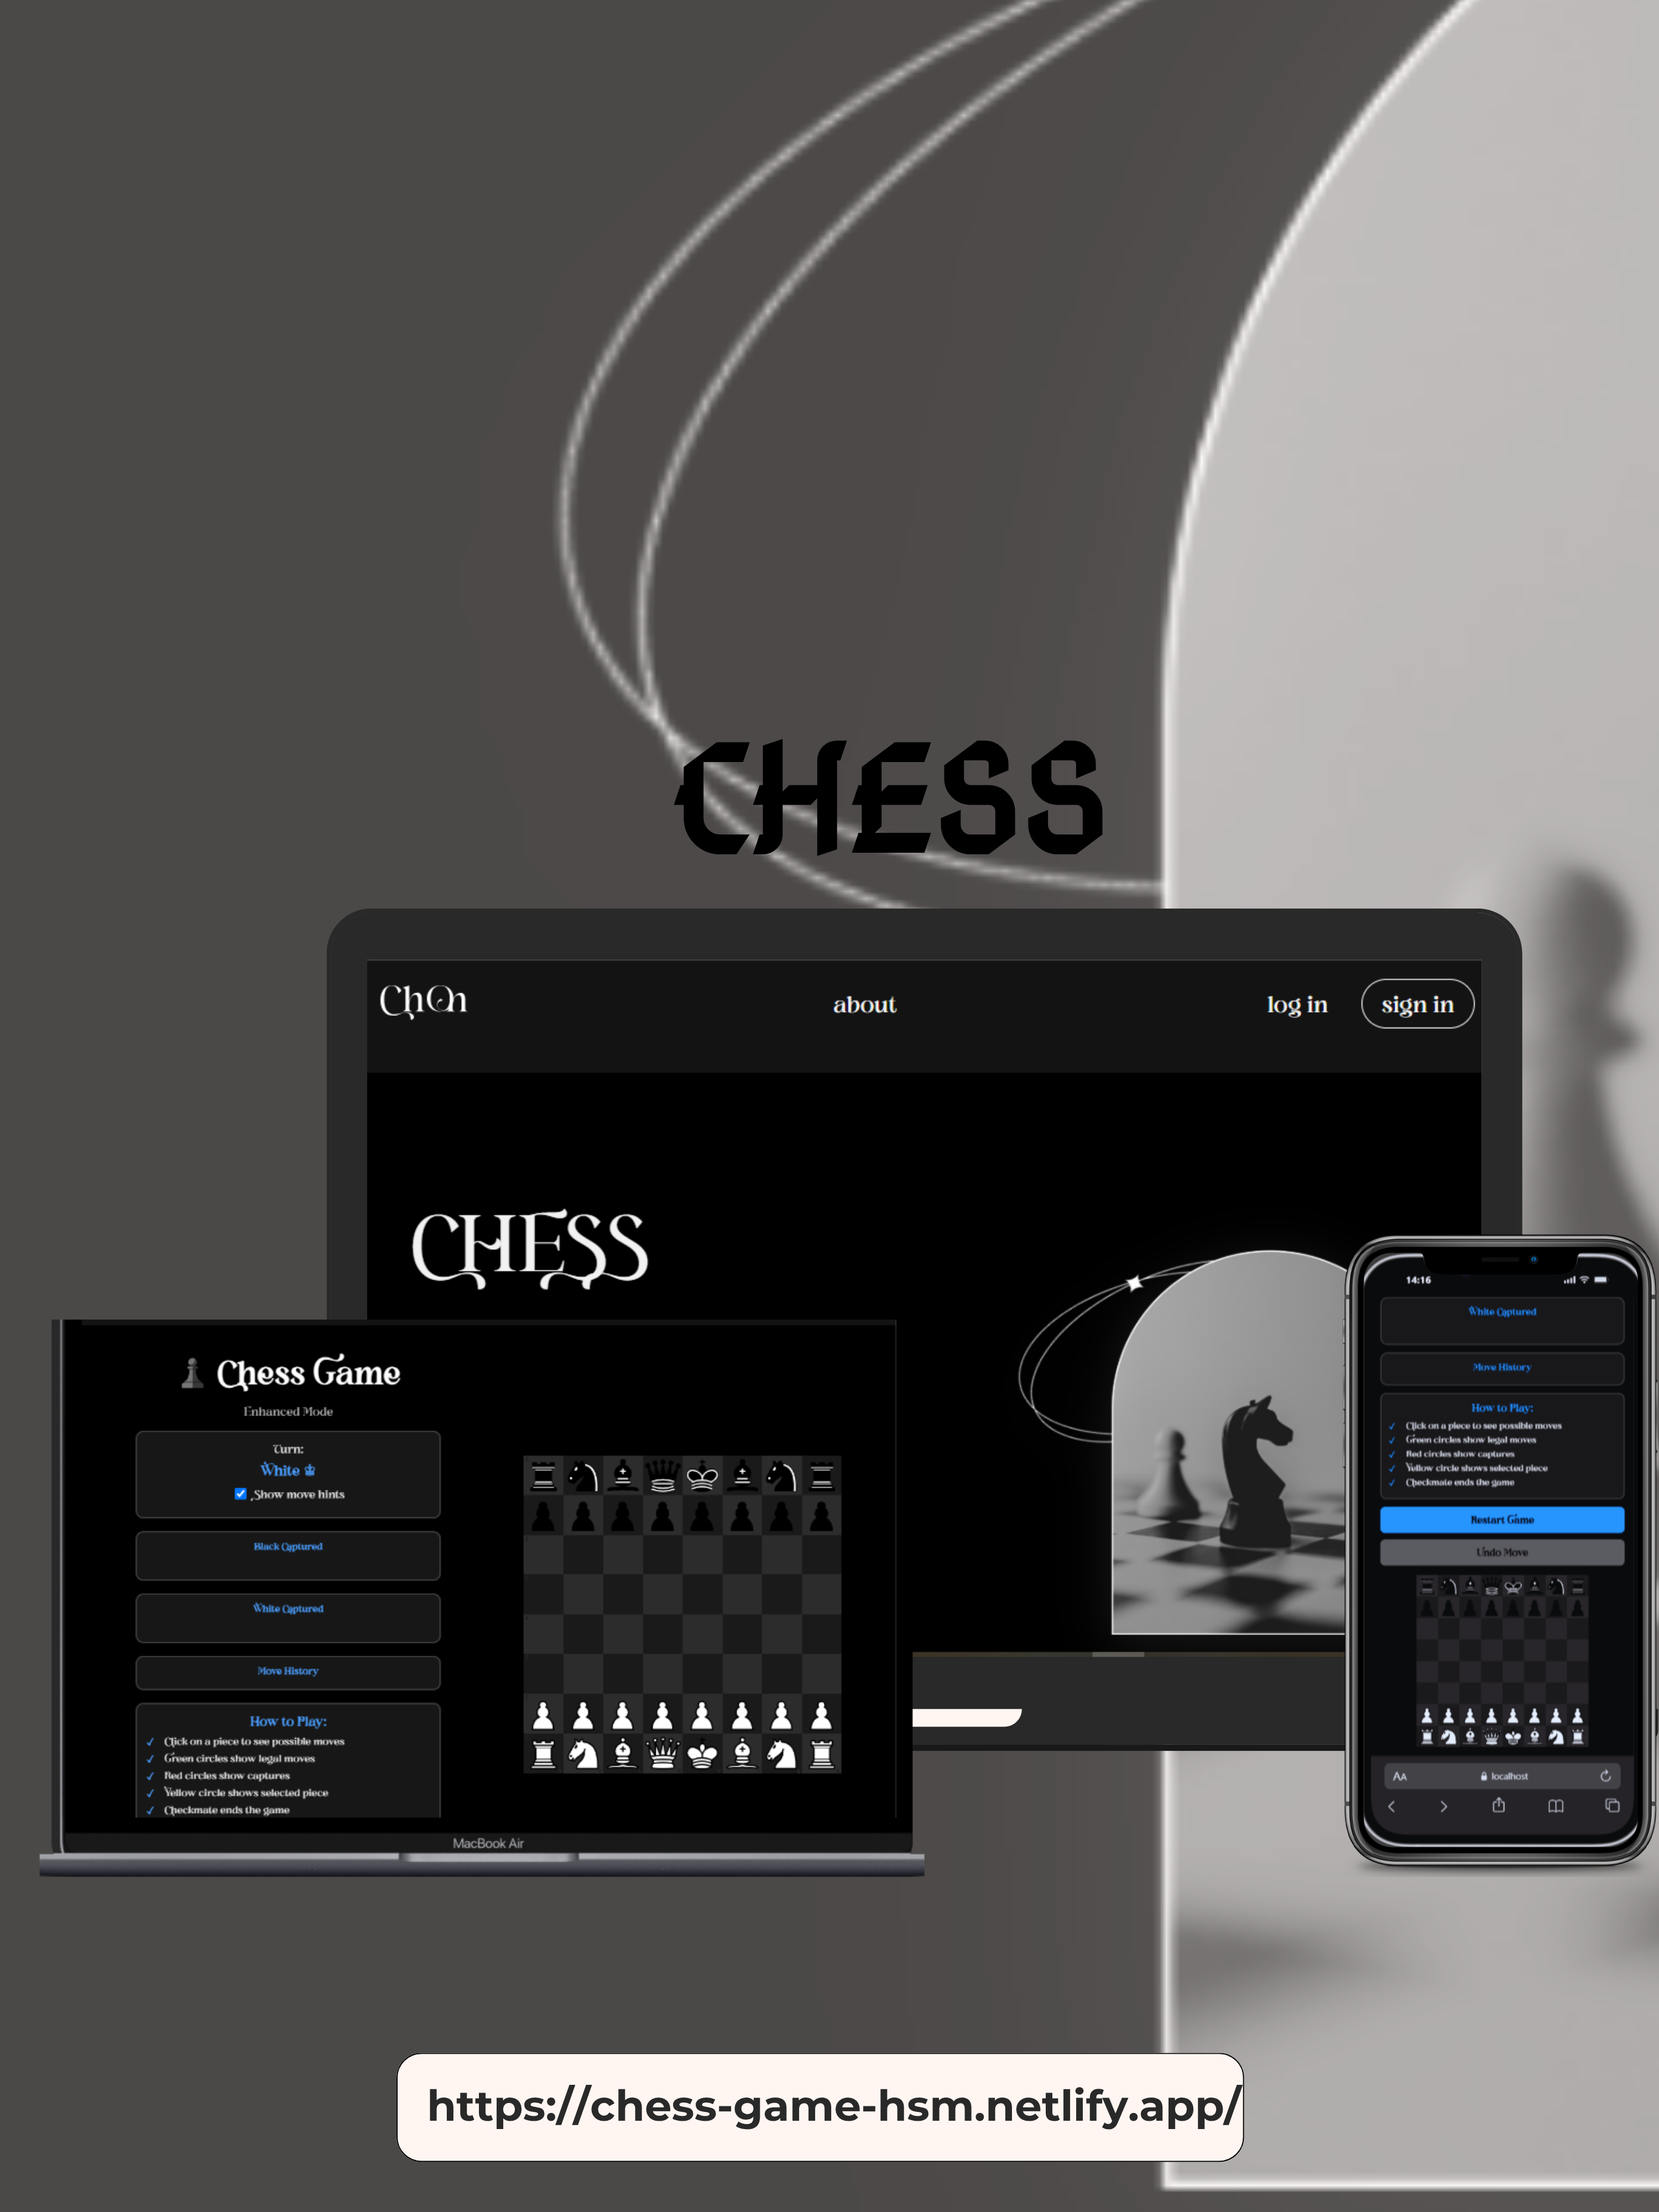 CHESS
ChOn
about
log in
sign in
CHESS
Chess Game
Enhanced Mode
Turn:
White ♔
Show move hints
Black Captured
White Captured
Move History
How to Play:
✓ Click on a piece to see possible moves
✓ Green circles show legal moves
✓ Red circles show captures
✓ Yellow circle shows selected piece
✓ Checkmate ends the game
MacBook Air
14:16
White Captured
Move History
How to Play:
✓ Click on a piece to see possible moves
✓ Green circles show legal moves
✓ Red circles show captures
✓ Yellow circle shows selected piece
✓ Checkmate ends the game
Restart Game
Undo Move
AA
localhost
https://chess-game-hsm.netlify.app/